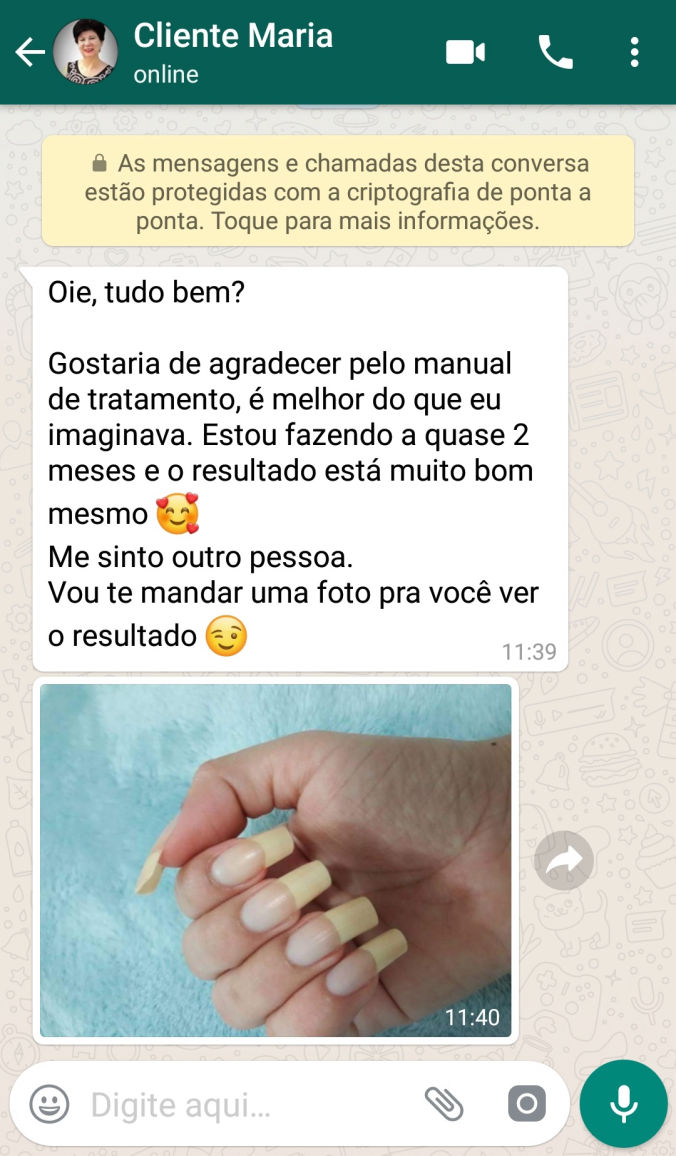 Cliente Maria
online
As mensagens e chamadas desta conversa
estão protegidas com a criptografia de ponta a
ponta. Toque para mais informações.
Oie, tudo bem?
Gostaria de agradecer pelo manual
de tratamento, é melhor do que eu
imaginava. Estou fazendo a quase 2
meses e o resultado está muito bom
mesmo 🥰
Me sinto outro pessoa.
Vou te mandar uma foto pra você ver
o resultado 😉
11:39
11:40
Digite aqui...